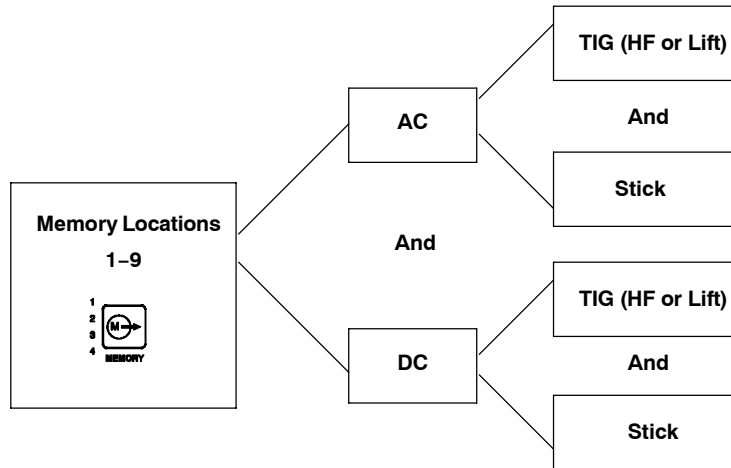 TIG (HF or Lift)
AC
And
Stick
Memory Locations
1–9
1
2
3
4
M
MEMORY
And
TIG (HF or Lift)
DC
And
Stick